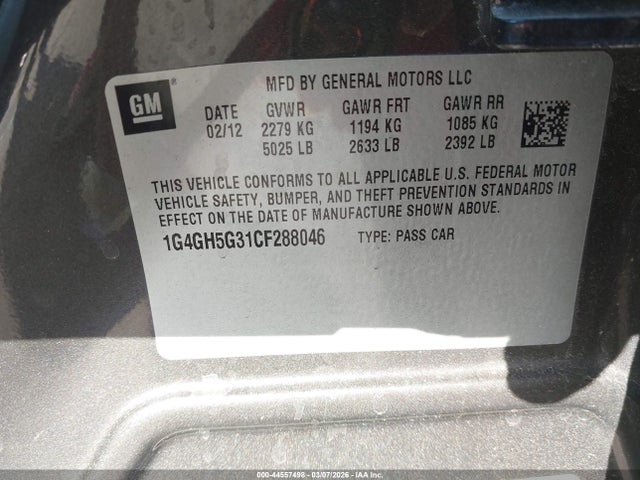 GM
®
MFD BY GENERAL MOTORS LLC
DATE GVWR GAWR FRT GAWR RR
02/12 2279 KG 1194 KG 1085 KG
5025 LB 2633 LB 2392 LB
THIS VEHICLE CONFORMS TO ALL APPLICABLE U.S. FEDERAL MOTOR
VEHICLE SAFETY, BUMPER, AND THEFT PREVENTION STANDARDS IN
EFFECT ON THE DATE OF MANUFACTURE SHOWN ABOVE.
1G4GH5G31CF288046 TYPE: PASS CAR
000-44557498 - 03/07/2026 - COPART